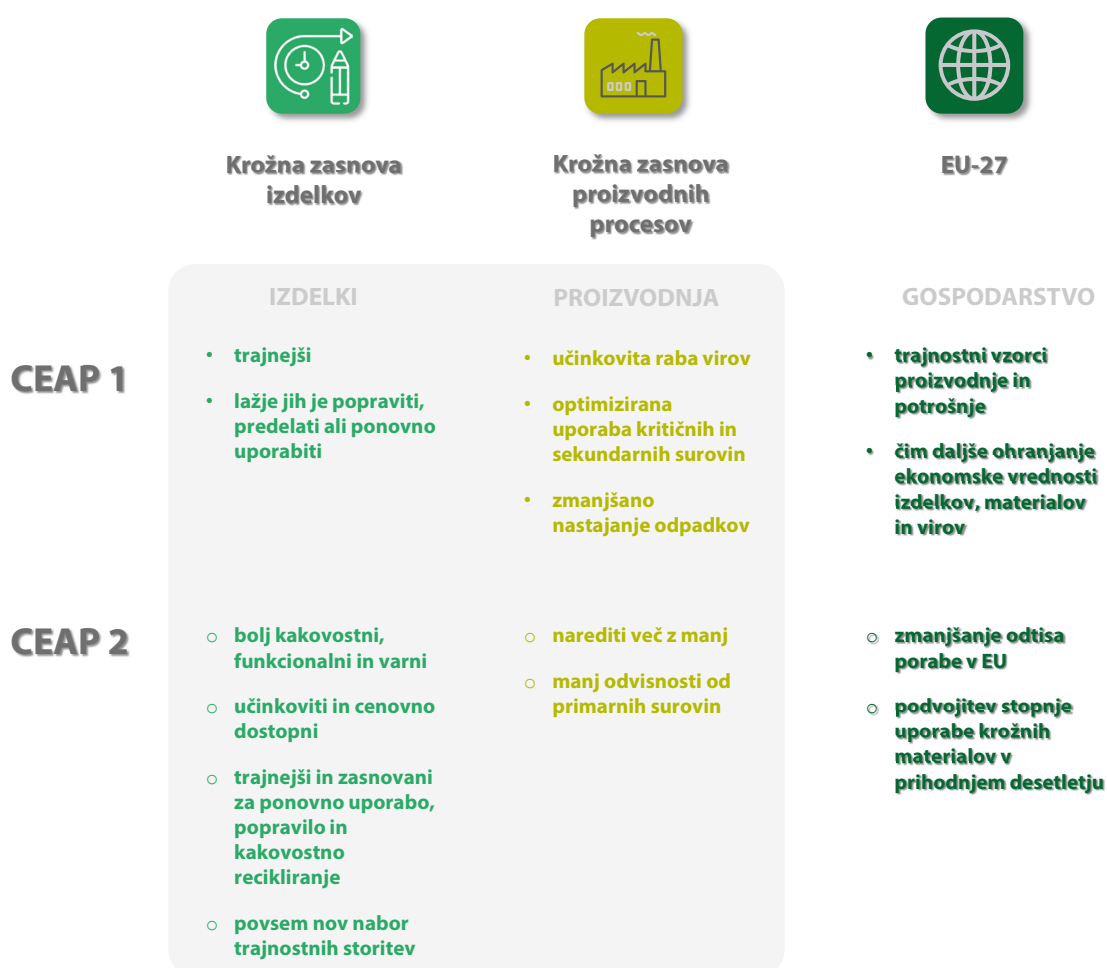 Krožna zasnova
izdelkov
Krožna zasnova
proizvodnih
procesov
EU-27
IZDELKI
PROIZVODNJA
GOSPODARSTVO
CEAP 1
• trajnejši
• lažje jih je popraviti,
predelati ali ponovno
uporabiti
• učinkovita raba virov
• optimizirana
uporaba kritičnih in
sekundarnih surovin
• zmanjšano
nastajanje odpadkov
• trajnostni vzorci
proizvodnje in
potrošnje
• čim daljše ohranjanje
ekonomske vrednosti
izdelkov, materialov
in virov
CEAP 2
○ bolj kakovostni,
funkcionalni in varni
○ učinkoviti in cenovno
dostopni
○ trajnejši in zasnovani
za ponovno uporabo,
popravilo in
kakovostno
recikliranje
○ povsem nov nabor
trajnostnih storitev
○ narediti več z manj
○ manj odvisnosti od
primarnih surovin
○ zmanjšanje odtisa
porabe v EU
○ podvojitev stopnje
uporabe krožnih
materialov v
prihodnjem desetletju